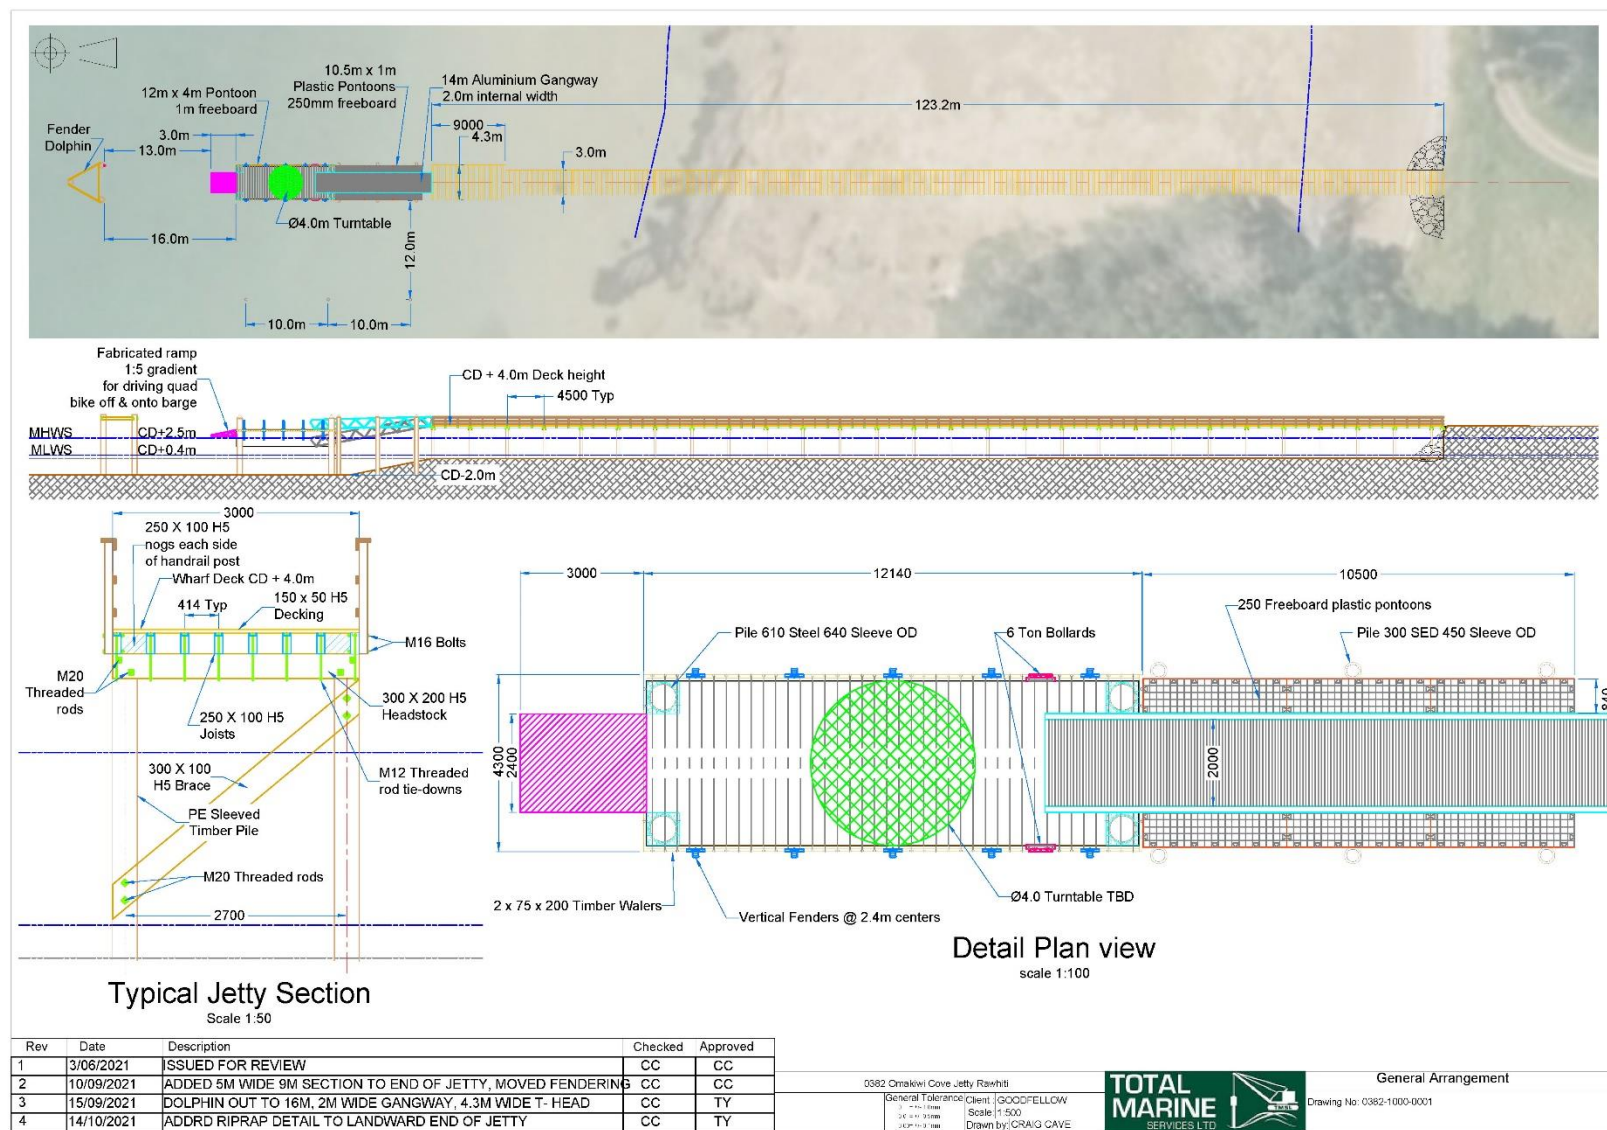 12m x 4m Pontoon
1m freeboard
10.5m x 1m
Plastic Pontoons
250mm freeboard
14m Aluminium Gangway
2.0m internal width
123.2m
Fender
Dolphin
3.0m
13.0m
9000
4.3m
3.0m
Ø4.0m Turntable
16.0m
12.0m
10.0m
10.0m
Fabricated ramp
1:5 gradient
for driving quad
bike off & onto barge
CD + 4.0m Deck height
4500 Typ
MHWS
CD+2.5m
MLWS
CD+0.4m
CD-2.0m
3000
250 X 100 H5
nogs each side
of handrail post
Wharf Deck CD + 4.0m
414 Typ
150 x 50 H5
Decking
M16 Bolts
M20
Threaded
rods
300 X 200 H5
Headstock
250 X 100 H5
Joists
300 X 100
H5 Brace
M12 Threaded
rod tie-downs
PE Sleeved
Timber Pile
M20 Threaded rods
2700
Typical Jetty Section
Scale 1:50
3000
12140
10500
250 Freeboard plastic pontoons
Pile 610 Steel 640 Sleeve OD
6 Ton Bollards
Pile 300 SED 450 Sleeve OD
840
4300
2400
2000
2 x 75 x 200 Timber Walers
Vertical Fenders @ 2.4m centers
Ø4.0 Turntable TBD
Detail Plan view
scale 1:100
Rev Date Description Checked Approved
1 3/06/2021 ISSUED FOR REVIEW CC CC
2 10/09/2021 ADDED 5M WIDE 9M SECTION TO END OF JETTY, MOVED FENDERING CC CC
3 15/09/2021 DOLPHIN OUT TO 16M, 2M WIDE GANGWAY, 4.3M WIDE T- HEAD CC TY
4 14/10/2021 ADDRD RIPRAP DETAIL TO LANDWARD END OF JETTY CC TY
0382 Omakiwi Cove Jetty Rawhiti
General Tolerance
Client : GOODFELLOW
Scale : 1:500
Drawn by: CRAIG CAVE
TOTAL
MARINE
SERVICES LTD
General Arrangement
Drawing No: 0382-1000-0001